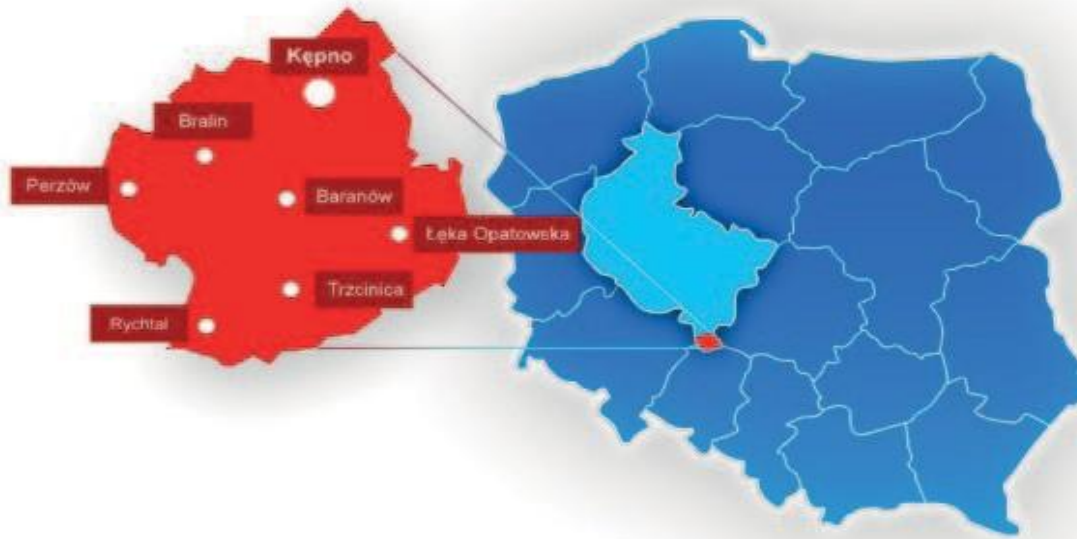 Kępno
Bralin
Perzów
Baranów
Łęka Opatowska
Trzcinica
Rychtal